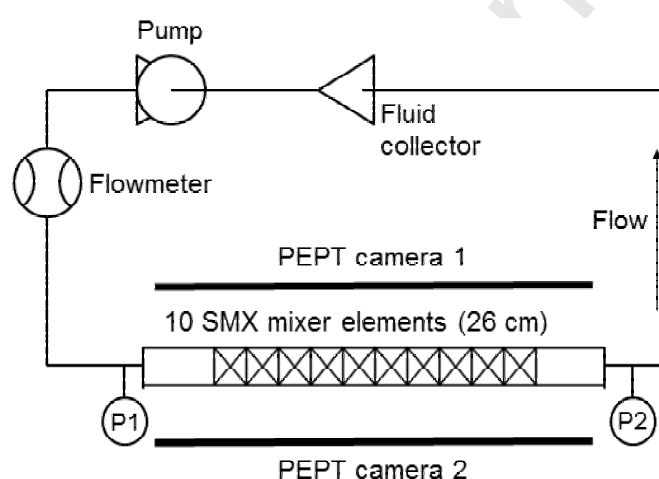 Pump
Fluid
collector
Flowmeter
Flow
PEPT camera 1
10 SMX mixer elements (26 cm)
P1
P2
PEPT camera 2